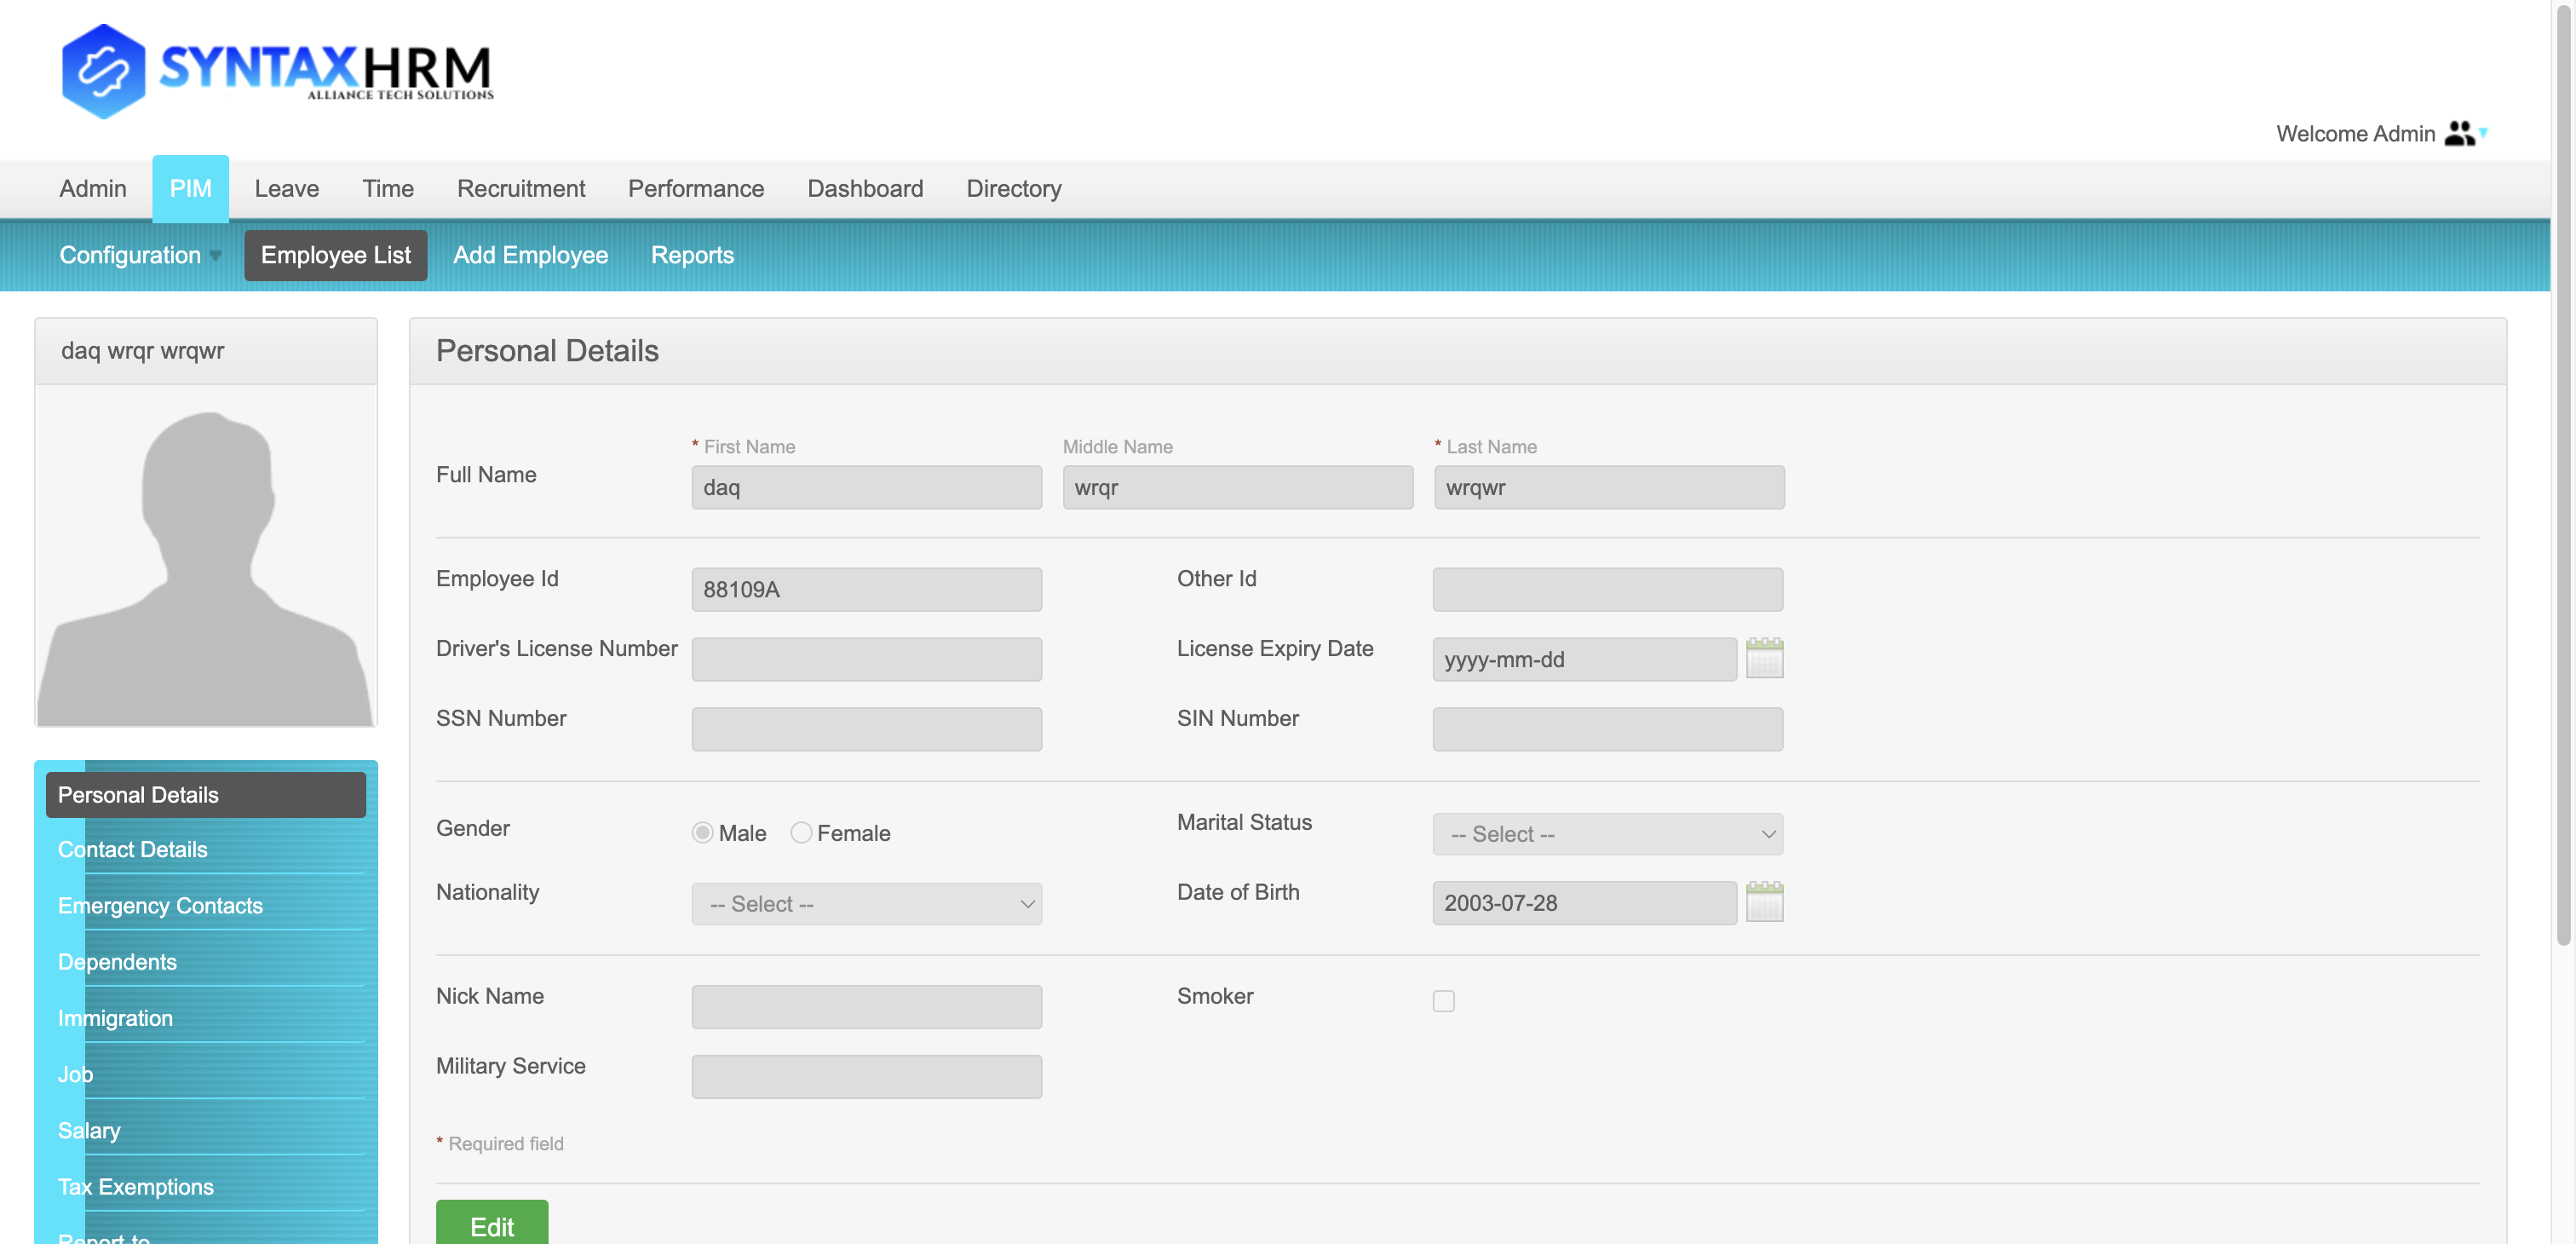 SYNTAXHRM
ALLIANCE TECH SOLUTIONS
Welcome Admin
Admin PIM Leave Time Recruitment Performance Dashboard Directory
Configuration Employee List Add Employee Reports
daq wrqr wrqwr
Personal Details
Contact Details
Emergency Contacts
Dependents
Immigration
Job
Salary
Tax Exemptions
Report-to
Personal Details
* First Name Middle Name * Last Name
Full Name daq wrqr wrqwr
Employee Id 88109A Other Id
Driver's License Number License Expiry Date yyyy-mm-dd
SSN Number SIN Number
Gender Male Female Marital Status -- Select --
Nationality -- Select -- Date of Birth 2003-07-28
Nick Name Smoker
Military Service
* Required field
Edit